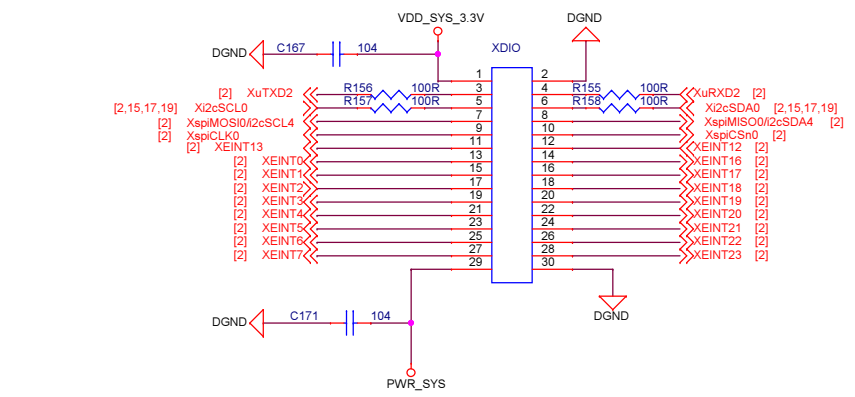 VDD_SYS_3.3V DGND
DGND C167 104 XDIO
1 2
[2] XuTXD2 R156 100R 3 4 R155 100R XuRXD2 [2]
[2,15,17,19] Xi2cSCL0 R157 100R 5 6 R158 100R Xi2cSDA0 [2,15,17,19]
[2] XspiMOSI0/i2cSCL4 7 8 XspiMISO0/i2cSDA4 [2]
[2] XspiCLK0 9 10 XspiCSn0 [2]
[2] XEINT13 11 12 XEINT12 [2]
[2] XEINT0 13 14 XEINT16 [2]
[2] XEINT1 15 16 XEINT17 [2]
[2] XEINT2 17 18 XEINT18 [2]
[2] XEINT3 19 20 XEINT19 [2]
[2] XEINT4 21 22 XEINT20 [2]
[2] XEINT5 23 24 XEINT21 [2]
[2] XEINT6 25 26 XEINT22 [2]
[2] XEINT7 27 28 XEINT23 [2]
29 30
DGND C171 104 DGND
PWR_SYS